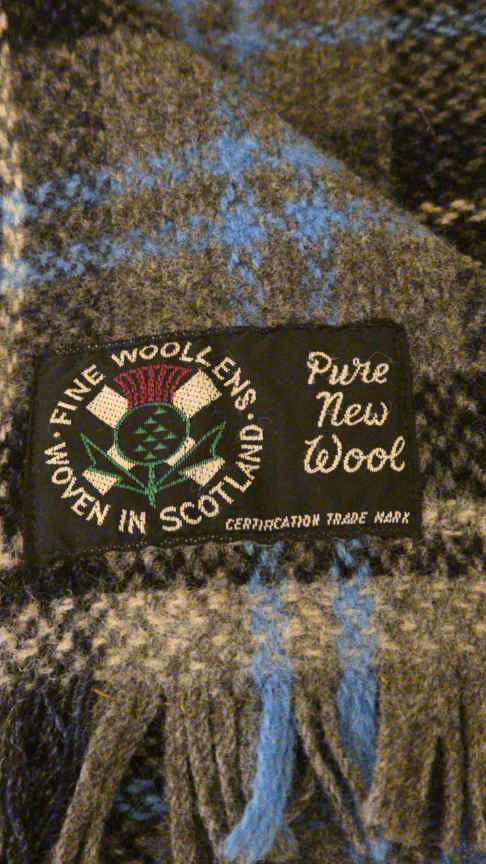 · FINE WOOLLENS ·
WOVEN IN SCOTLAND
Pure
New
Wool
CERTIFICATION TRADE MARK